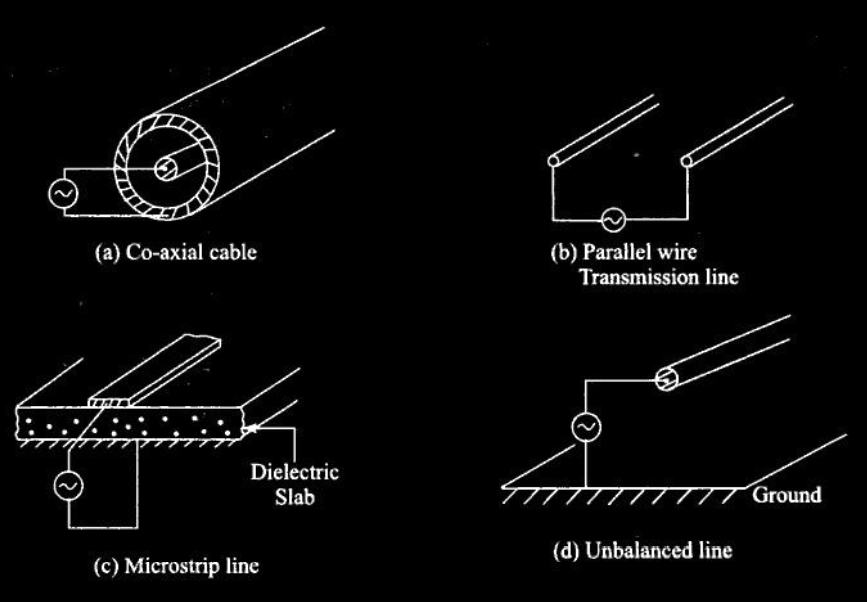 (a) Co-axial cable
(b) Parallel wire
Transmission line
Dielectric
Slab
(c) Microstrip line
Ground
(d) Unbalanced line